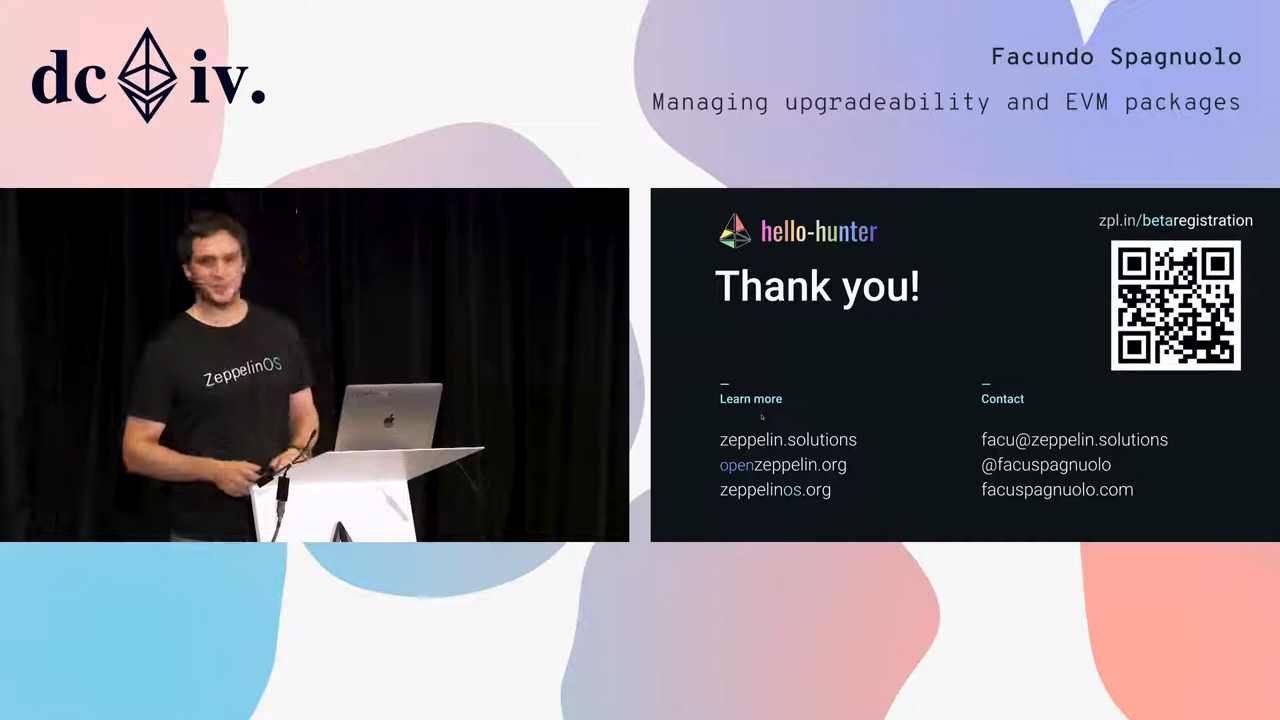 dc iv.
Facundo Spagnuolo
Managing upgradeability and EVM packages
ZeppelinOS
hello-hunter
zpl.in/betaregistration
Thank you!
Learn more
zeppelin.solutions
openzeppelin.org
zeppelinos.org
Contact
facu@zeppelin.solutions
@facuspagnuolo
facuspagnuolo.com